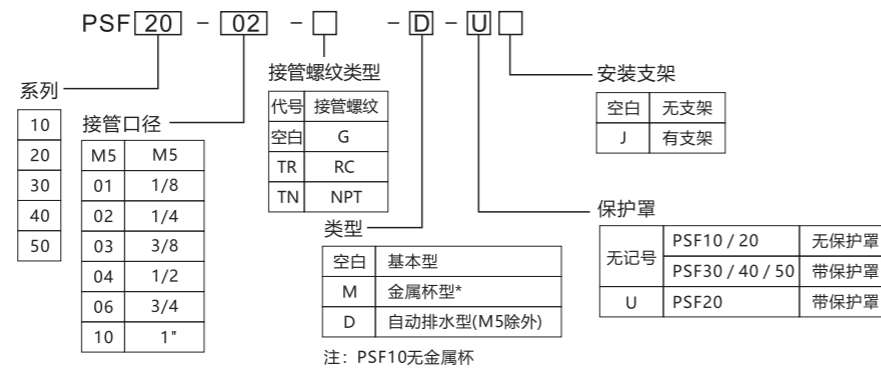 PSF 20 - 02 - □ - D - U □
系列
10
20
30
40
50
接管口径
M5 M5
01 1/8
02 1/4
03 3/8
04 1/2
06 3/4
10 1"
接管螺纹类型
代号 接管螺纹
空白 G
TR RC
TN NPT
类型
空白 基本型
M 金属杯型*
D 自动排水型(M5除外)
注：PSF10无金属杯
安装支架
空白 无支架
J 有支架
保护罩
无记号 PSF10 / 20 无保护罩
PSF30 / 40 / 50 带保护罩
U PSF20 带保护罩